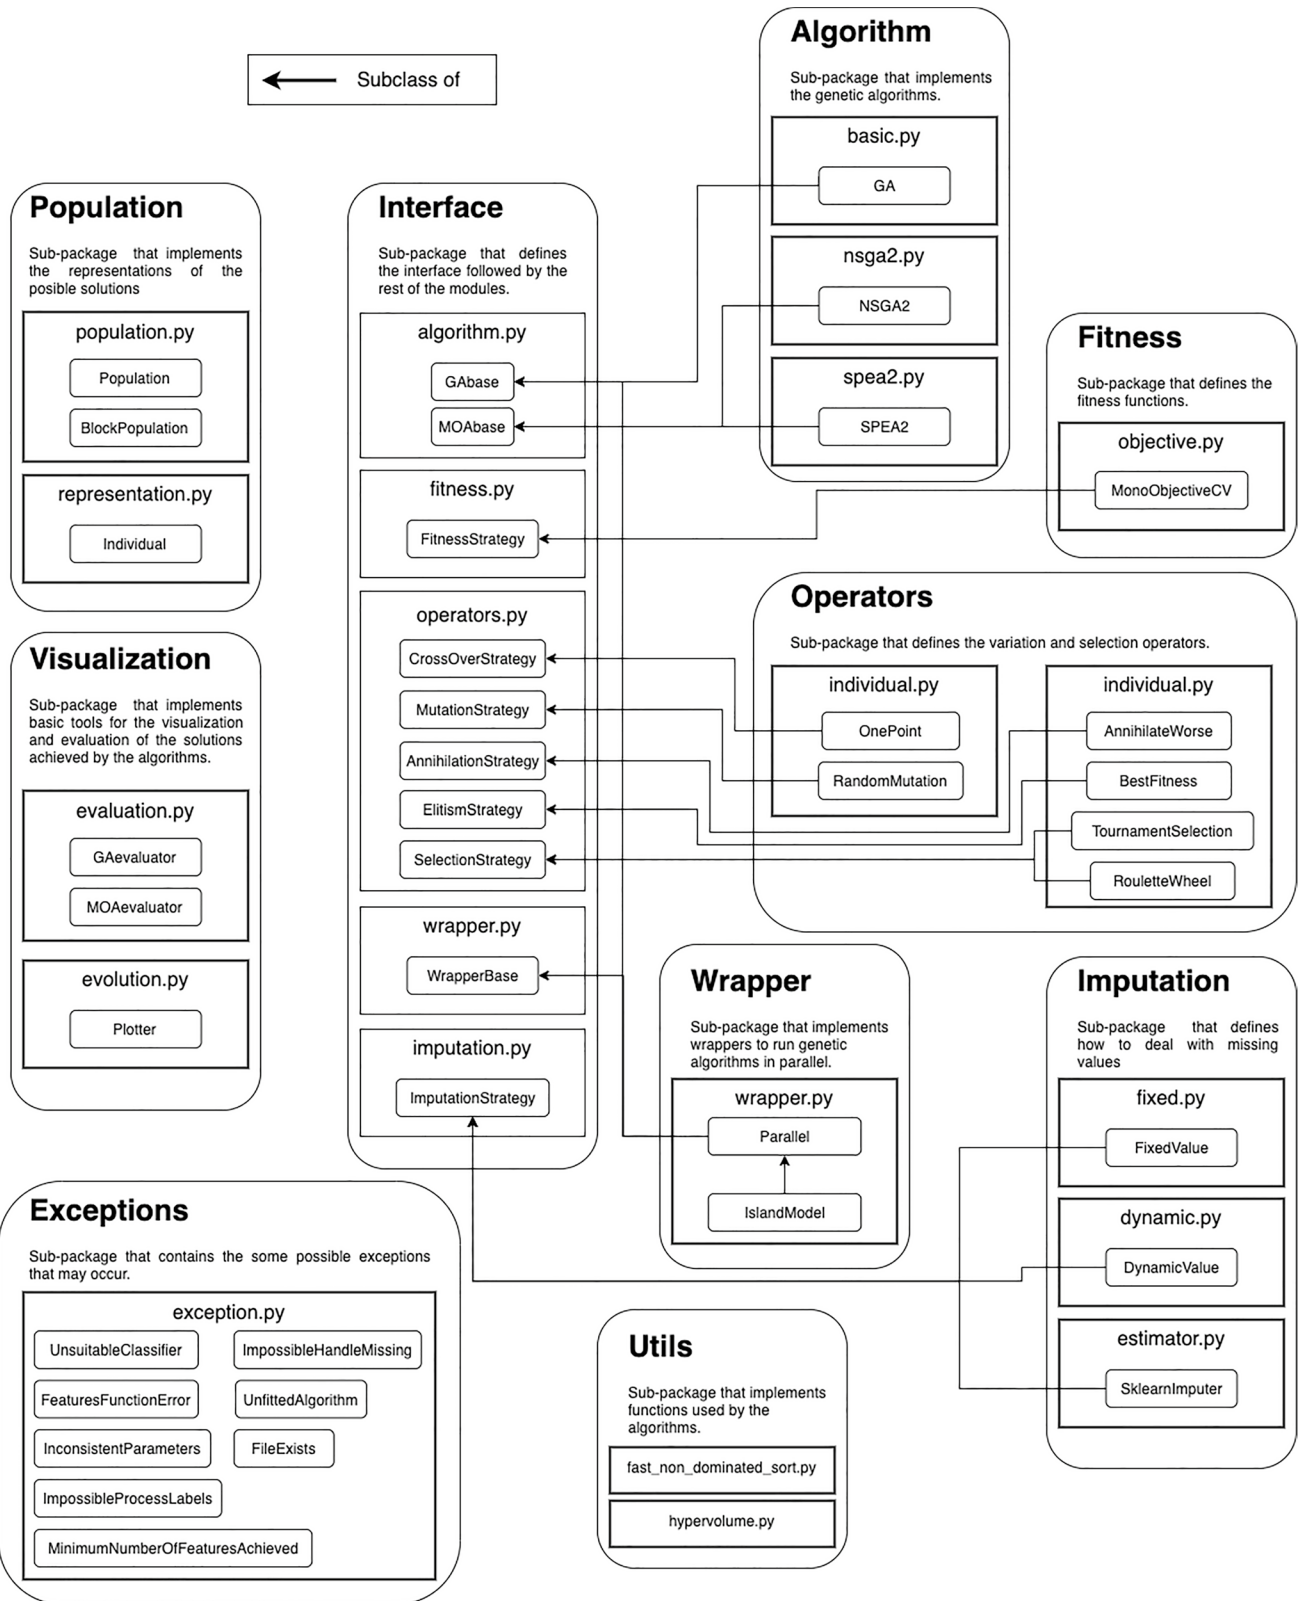 Subclass of
Algorithm
Sub-package that implements
the genetic algorithms.
basic.py
GA
nsga2.py
NSGA2
spea2.py
SPEA2
Population
Sub-package that implements
the representations of the
posible solutions
population.py
Population
BlockPopulation
representation.py
Individual
Interface
Sub-package that defines
the interface followed by the
rest of the modules.
algorithm.py
GAbase
MOAbase
fitness.py
FitnessStrategy
operators.py
CrossOverStrategy
MutationStrategy
AnnihilationStrategy
ElitismStrategy
SelectionStrategy
wrapper.py
WrapperBase
imputation.py
ImputationStrategy
Fitness
Sub-package that defines the
fitness functions.
objective.py
MonoObjectiveCV
Operators
Sub-package that defines the variation and selection operators.
individual.py
OnePoint
RandomMutation
individual.py
AnnihilateWorse
BestFitness
TournamentSelection
RouletteWheel
Visualization
Sub-package that implements
basic tools for the visualization
and evaluation of the solutions
achieved by the algorithms.
evaluation.py
GAevaluator
MOAevaluator
evolution.py
Plotter
Wrapper
Sub-package that implements
wrappers to run genetic
algorithms in parallel.
wrapper.py
Parallel
IslandModel
Imputation
Sub-package that defines
how to deal with missing
values
fixed.py
FixedValue
dynamic.py
DynamicValue
estimator.py
SklearnImputer
Exceptions
Sub-package that contains the some possible exceptions
that may occur.
exception.py
UnsuitableClassifier
ImpossibleHandleMissing
FeaturesFunctionError
UnfittedAlgorithm
InconsistentParameters
FileExists
ImpossibleProcessLabels
MinimumNumberOfFeaturesAchieved
Utils
Sub-package that implements
functions used by the
algorithms.
fast_non_dominated_sort.py
hypervolume.py